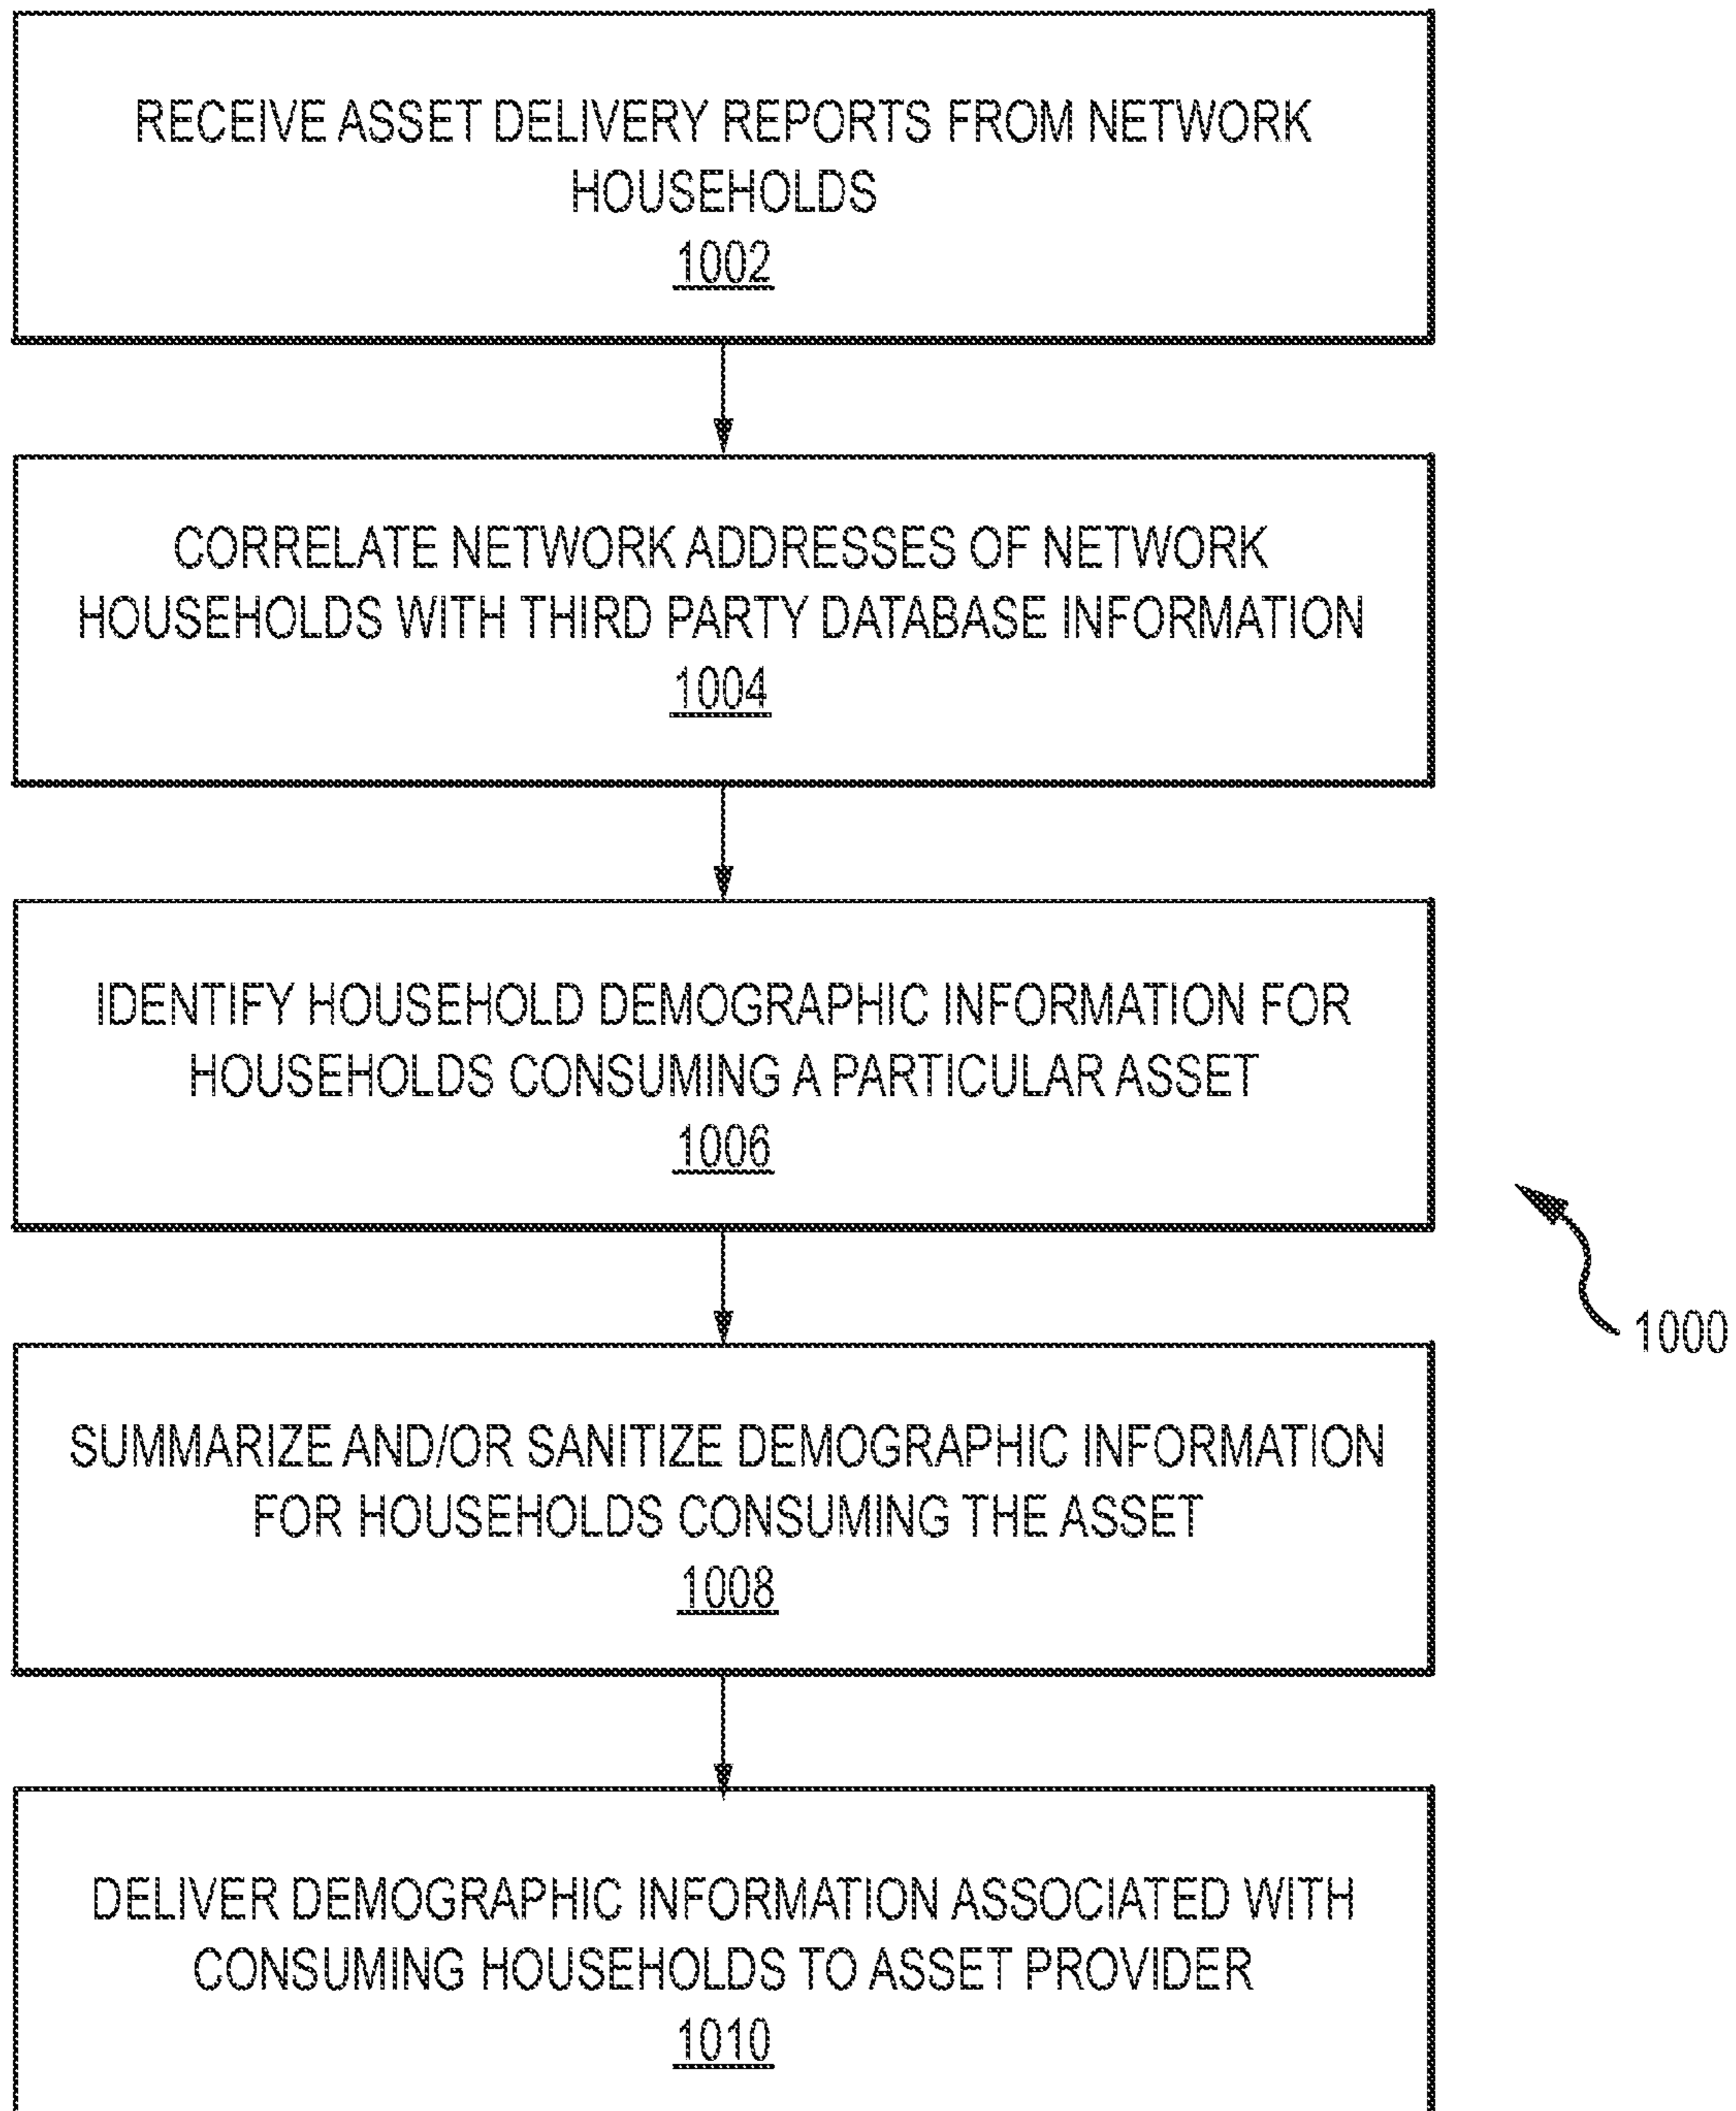 RECEIVE ASSET DELIVERY REPORTS FROM NETWORK
HOUSEHOLDS
1002
CORRELATE NETWORK ADDRESSES OF NETWORK
HOUSEHOLDS WITH THIRD PARTY DATABASE INFORMATION
1004
IDENTIFY HOUSEHOLD DEMOGRAPHIC INFORMATION FOR
HOUSEHOLDS CONSUMING A PARTICULAR ASSET
1006
1000
SUMMARIZE AND/OR SANITIZE DEMOGRAPHIC INFORMATION
FOR HOUSEHOLDS CONSUMING THE ASSET
1008
DELIVER DEMOGRAPHIC INFORMATION ASSOCIATED WITH
CONSUMING HOUSEHOLDS TO ASSET PROVIDER
1010